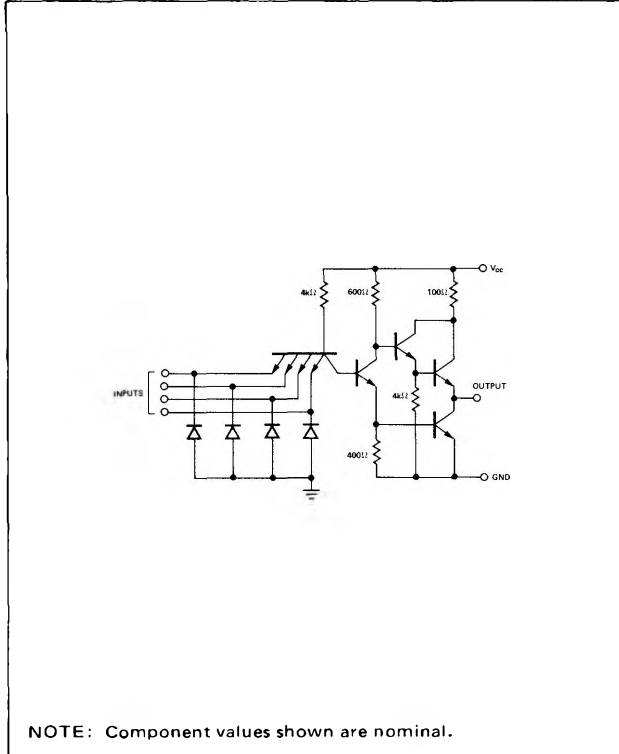 Vcc
4kΩ
600Ω
100Ω
INPUTS
OUTPUT
4kΩ
400Ω
GND
NOTE: Component values shown are nominal.